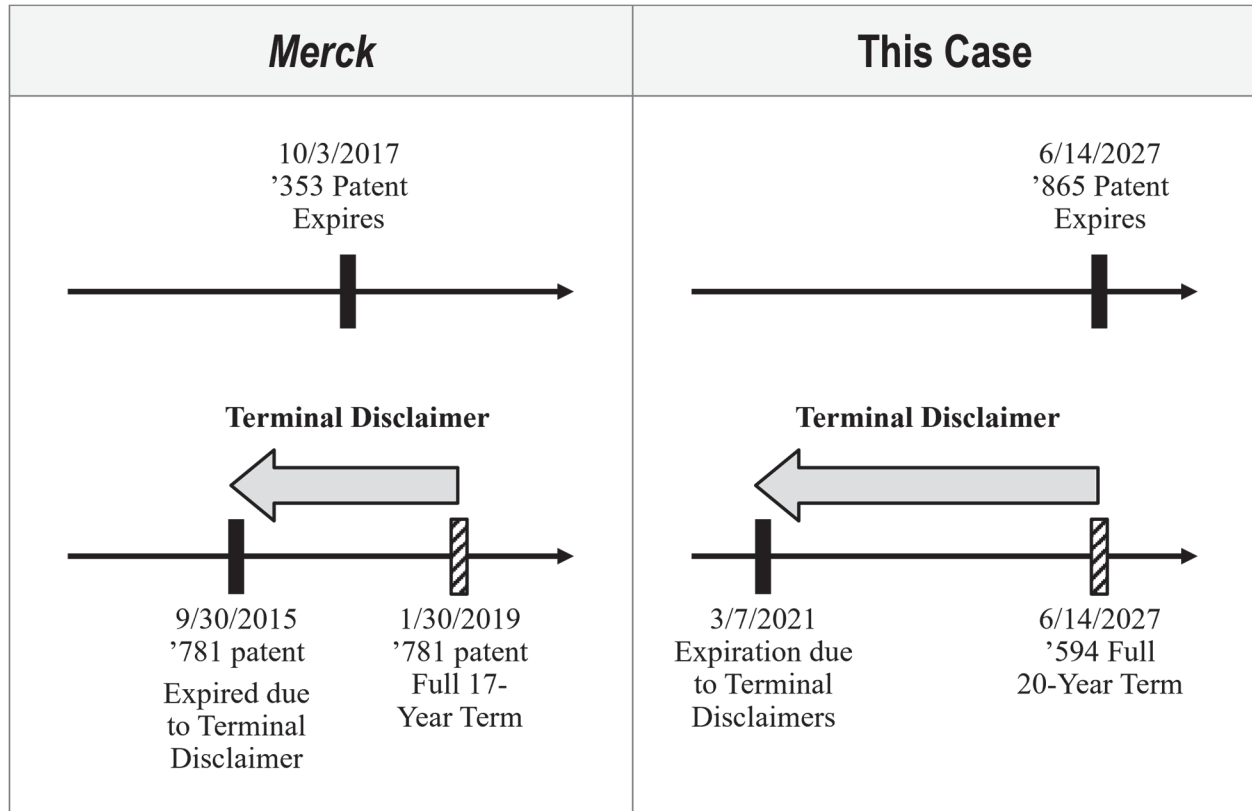 Merck
This Case
10/3/2017
’353 Patent
Expires
6/14/2027
’865 Patent
Expires
Terminal Disclaimer
Terminal Disclaimer
9/30/2015
’781 patent
Expired due
to Terminal
Disclaimer
1/30/2019
’781 patent
Full 17-
Year Term
3/7/2021
Expiration due
to Terminal
Disclaimers
6/14/2027
’594 Full
20-Year Term